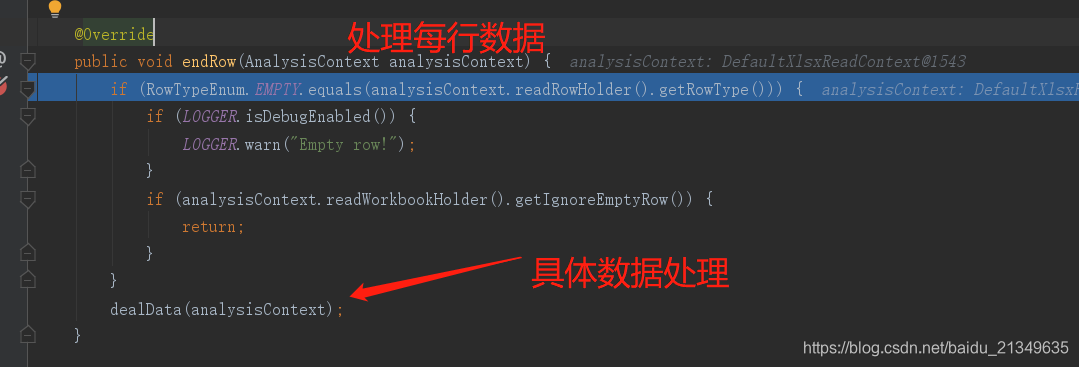 @Override
处理每行数据
public void endRow(AnalysisContext analysisContext) { analysisContext: DefaultXlsxReadContext@1543
if (RowTypeEnum.EMPTY.equals(analysisContext.readRowHolder().getRowType())) { analysisContext: DefaultXlsxR
if (LOGGER.isDebugEnabled()) {
LOGGER.warn("Empty row!");
}
if (analysisContext.readWorkbookHolder().getIgnoreEmptyRow()) {
return;
}
}
具体数据处理
dealData(analysisContext);
}
https://blog.csdn.net/baidu_21349635